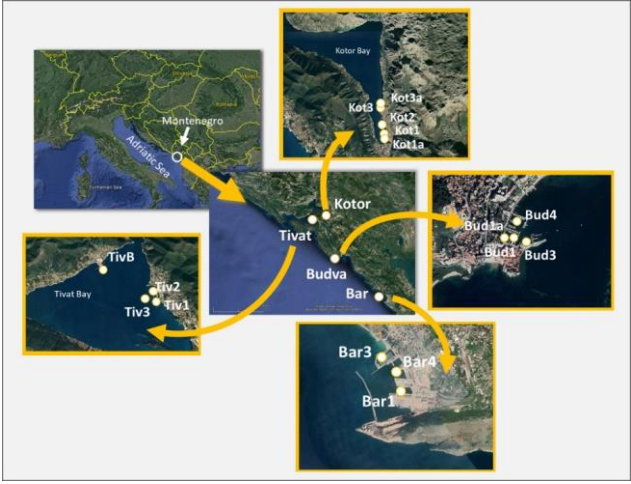 Kotor Bay
Kot3a
Kot3
Kot2
Kot1
Kot1a
Montenegro
Adriatic Sea
Romania
Kotor
Tivat
Budva
Bar
Bud4
Bud1a
Bud1
Bud3
TivB
Tivat Bay
Tiv2
Tiv3
Tiv1
Bar3
Bar4
Bar1